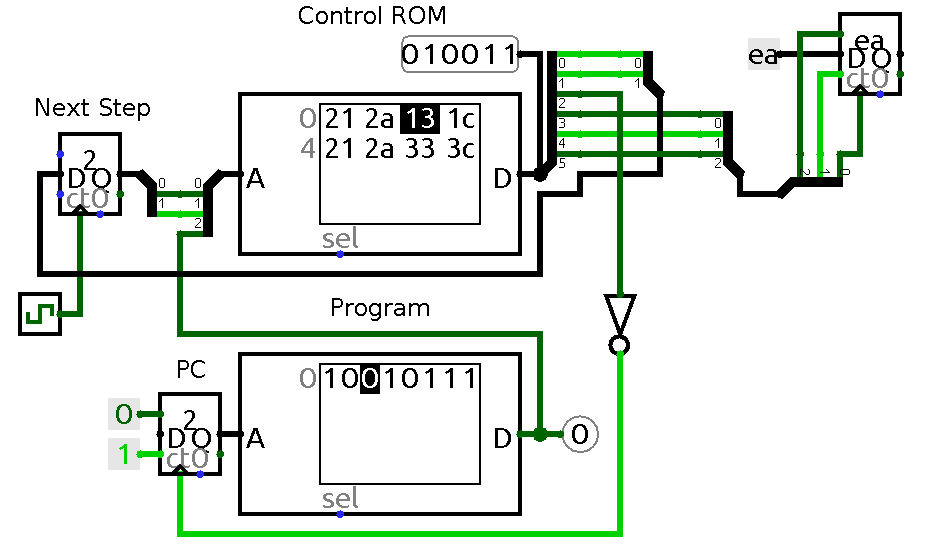 Control ROM
010011
0
1
2
3
4
5
0
1
0
1
2
ea
ea
D Q
ct0
2
1
0
Next Step
2
D Q
ct0
0
1
0
1
2
A
0 21 2a 13 1c
4 21 2a 33 3c
D
sel
Program
PC
0
1
2
D Q
ct0
A
0 10010111
D
sel
0